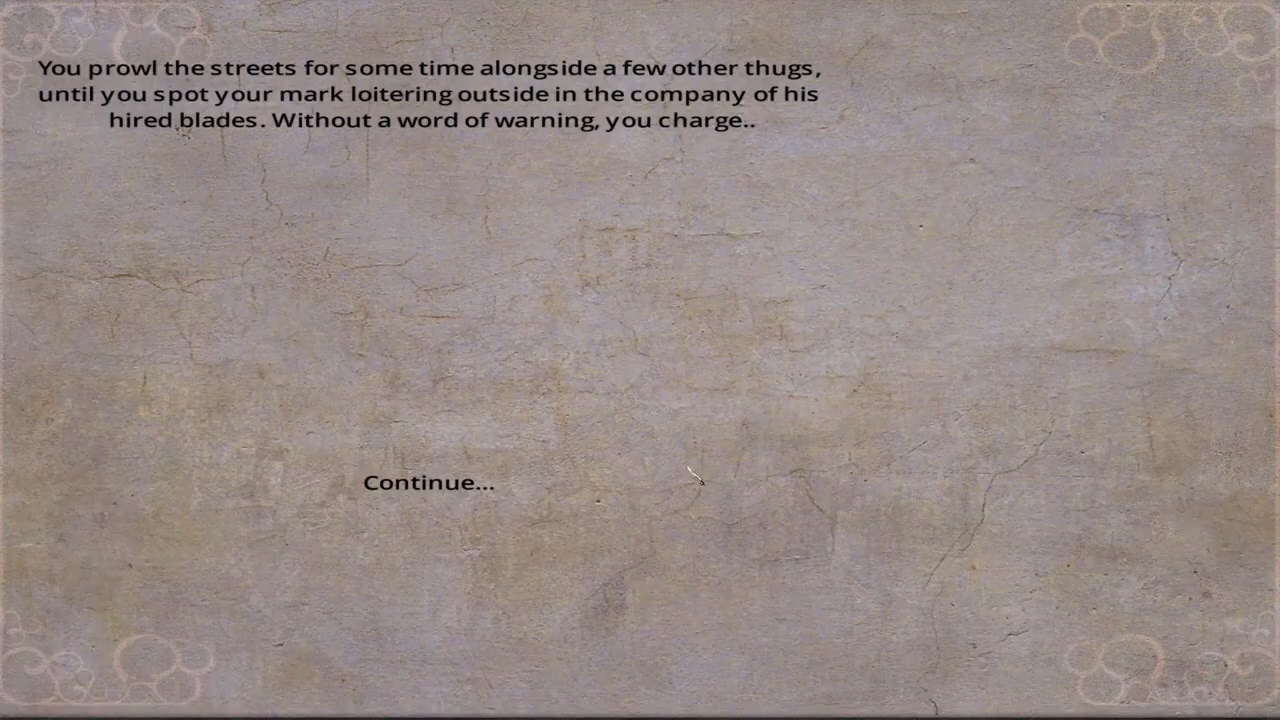 You prowl the streets for some time alongside a few other thugs,
until you spot your mark loitering outside in the company of his
hired blades. Without a word of warning, you charge..
Continue...